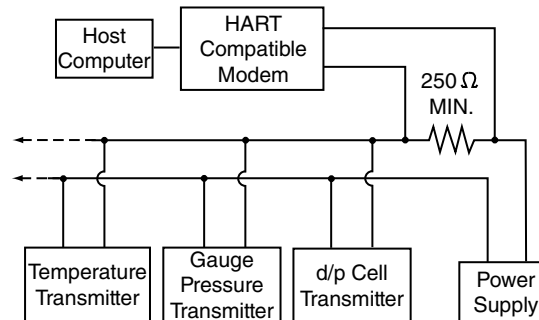 Host
Computer
HART
Compatible
Modem
250 Ω
MIN.
Temperature
Transmitter
Gauge
Pressure
Transmitter
d/p Cell
Transmitter
Power
Supply